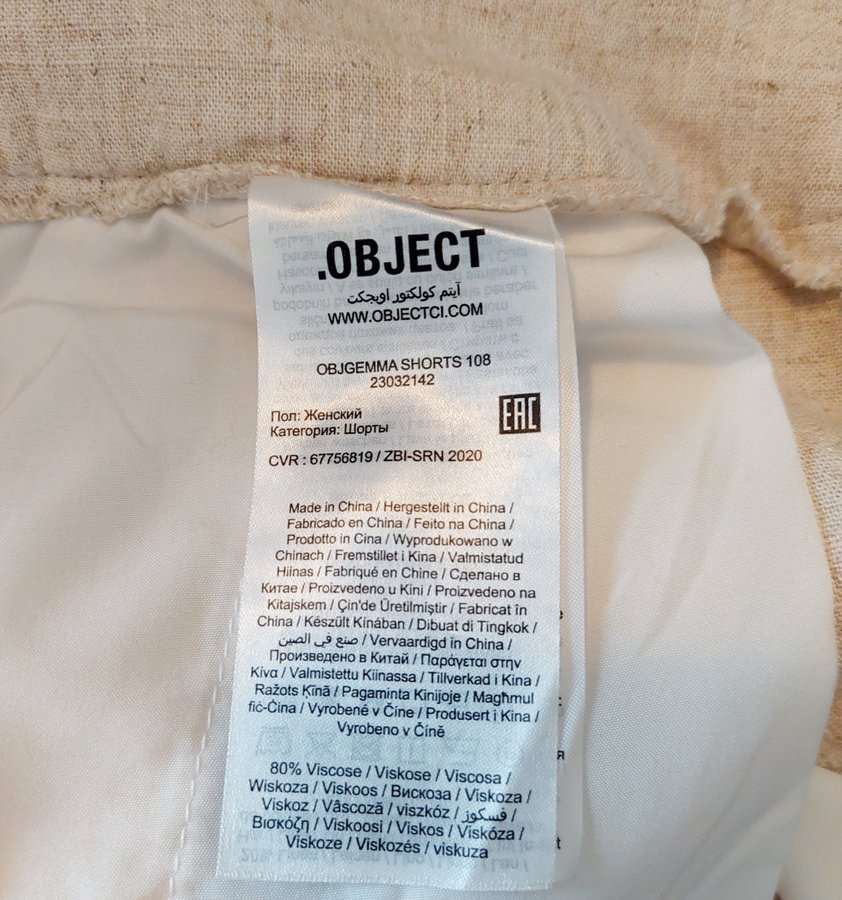 .OBJECT
آيتم كولكتور اوبجكت
WWW.OBJECTCI.COM
OBJGEMMA SHORTS 108
23032142
EAC
Пол: Женский
Категория: Шорты
CVR : 67756819 / ZBI-SRN 2020
Made in China / Hergestellt in China /
Fabricado en China / Feito na China /
Prodotto in Cina / Wyprodukowano w
Chinach / Fremstillet i Kina / Valmistatud
Hiinas / Fabriqué en Chine / Сделано в
Китае / Proizvedeno u Kini / Proizvedeno na
Kitajskem / Çin'de Üretilmiştir / Fabricat în
China / Készült Kínában / Dibuat di Tingkok /
صنع في الصين / Vervaardigd in China /
Произведено в Китай / Παράγεται στην
Κίνα / Valmistettu Kiinassa / Tillverkad i Kina /
Ražots Ķīnā / Pagaminta Kinijoje / Magħmul
fiċ-Ċina / Vyrobené v Číne / Produsert i Kina /
Vyrobeno v Číně
80% Viscose / Viskose / Viscosa /
Wiskoza / Viskoos / Вискоза / Viskoza /
Viskoz / Vâscoză / viszkóz / فسكوز /
Βισκόζη / Viskoosi / Viskos / Viskóza /
Viskoze / Viskozės / viskuza